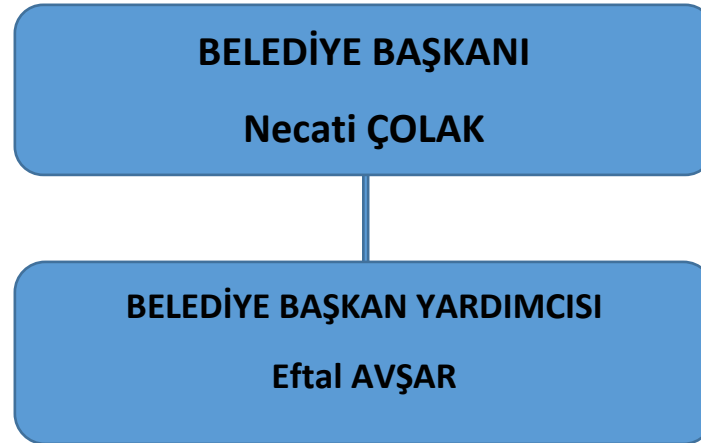 BELEDİYE BAŞKANI
Necati ÇOLAK
BELEDİYE BAŞKAN YARDIMCISI
Eftal AVŞAR